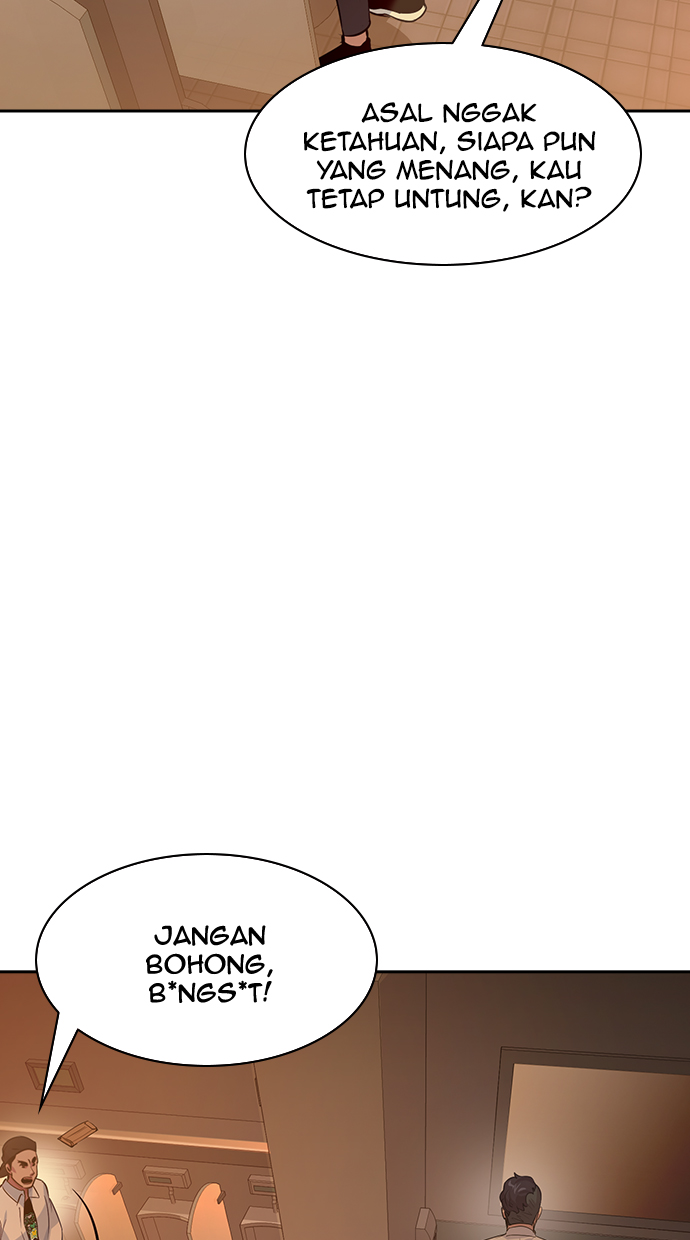 ASAL NGGAK
KETAHUAN, SIAPA PUN
YANG MENANG, KAU
TETAP UNTUNG, KAN?
JANGAN
BOHONG,
B*NGS*T!